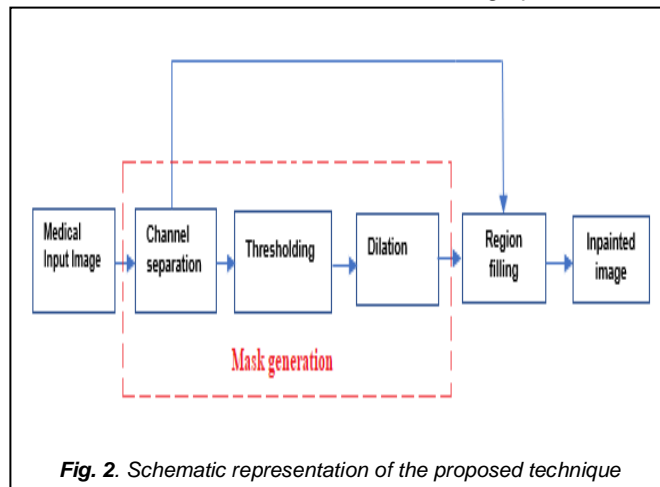 Medical
Input Image
Channel
separation
Thresholding
Dilation
Region
filling
Inpainted
image
Mask generation
Fig. 2. Schematic representation of the proposed technique